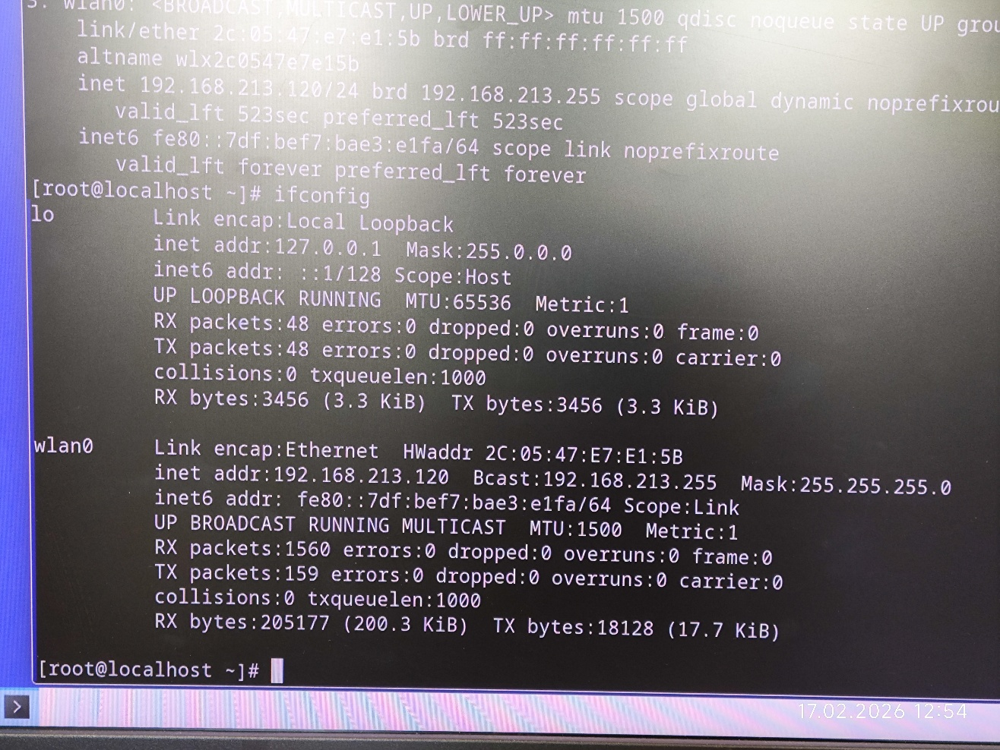 wlan0: <BROADCAST,MULTICAST,UP,LOWER_UP> mtu 1500 qdisc noqueue state UP grou
link/ether 2c:05:47:e7:e1:5b brd ff:ff:ff:ff:ff:ff
altname wlx2c0547e7e15b
inet 192.168.213.120/24 brd 192.168.213.255 scope global dynamic noprefixrou
valid_lft 523sec preferred_lft 523sec
inet6 fe80::7df:bef7:bae3:e1fa/64 scope link noprefixroute
valid_lft forever preferred_lft forever
[root@localhost ~]# ifconfig
lo Link encap:Local Loopback
inet addr:127.0.0.1 Mask:255.0.0.0
inet6 addr: ::1/128 Scope:Host
UP LOOPBACK RUNNING MTU:65536 Metric:1
RX packets:48 errors:0 dropped:0 overruns:0 frame:0
TX packets:48 errors:0 dropped:0 overruns:0 carrier:0
collisions:0 txqueuelen:1000
RX bytes:3456 (3.3 KiB) TX bytes:3456 (3.3 KiB)
wlan0 Link encap:Ethernet HWaddr 2C:05:47:E7:E1:5B
inet addr:192.168.213.120 Bcast:192.168.213.255 Mask:255.255.255.0
inet6 addr: fe80::7df:bef7:bae3:e1fa/64 Scope:Link
UP BROADCAST RUNNING MULTICAST MTU:1500 Metric:1
RX packets:1560 errors:0 dropped:0 overruns:0 frame:0
TX packets:159 errors:0 dropped:0 overruns:0 carrier:0
collisions:0 txqueuelen:1000
RX bytes:205177 (200.3 KiB) TX bytes:18128 (17.7 KiB)
[root@localhost ~]#
17.02.2026 12:54